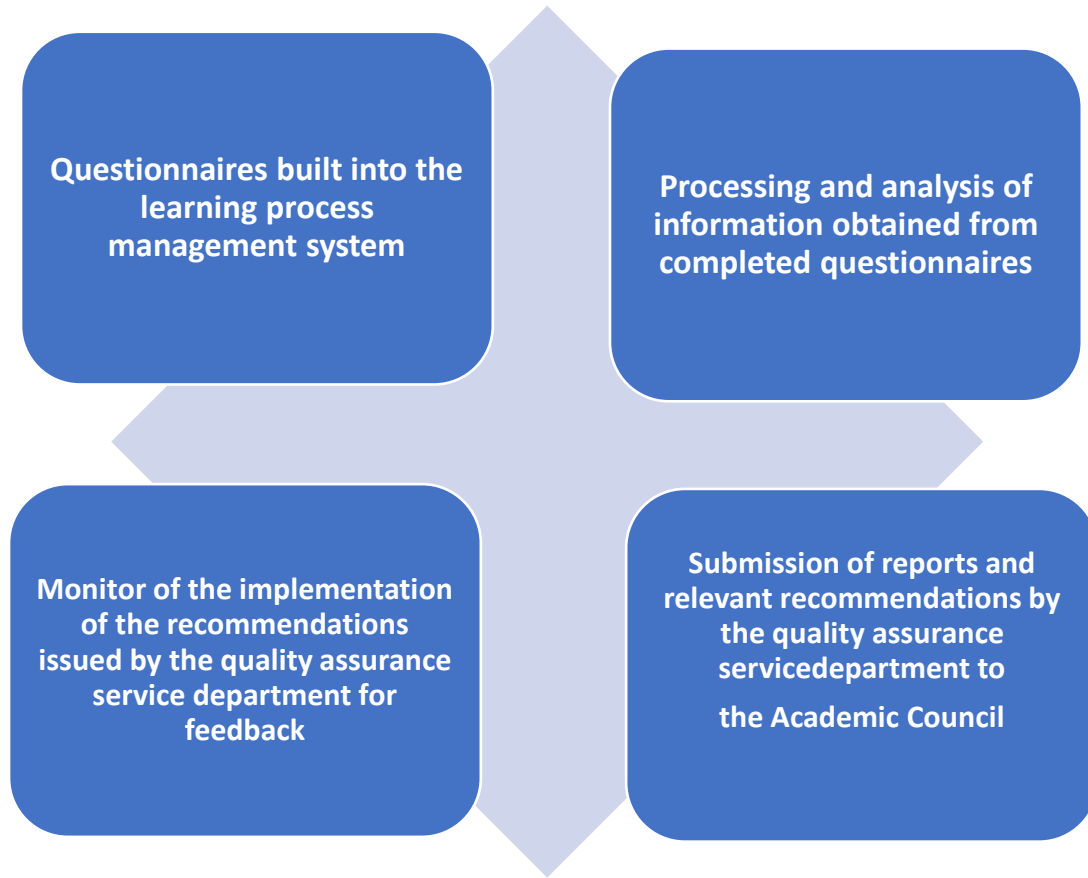 Questionnaires built into the
learning process
management system
Processing and analysis of
information obtained from
completed questionnaires
Monitor of the implementation
of the recommendations
issued by the quality assurance
service department for
feedback
Submission of reports and
relevant recommendations by
the quality assurance
servicedepartment to
the Academic Council